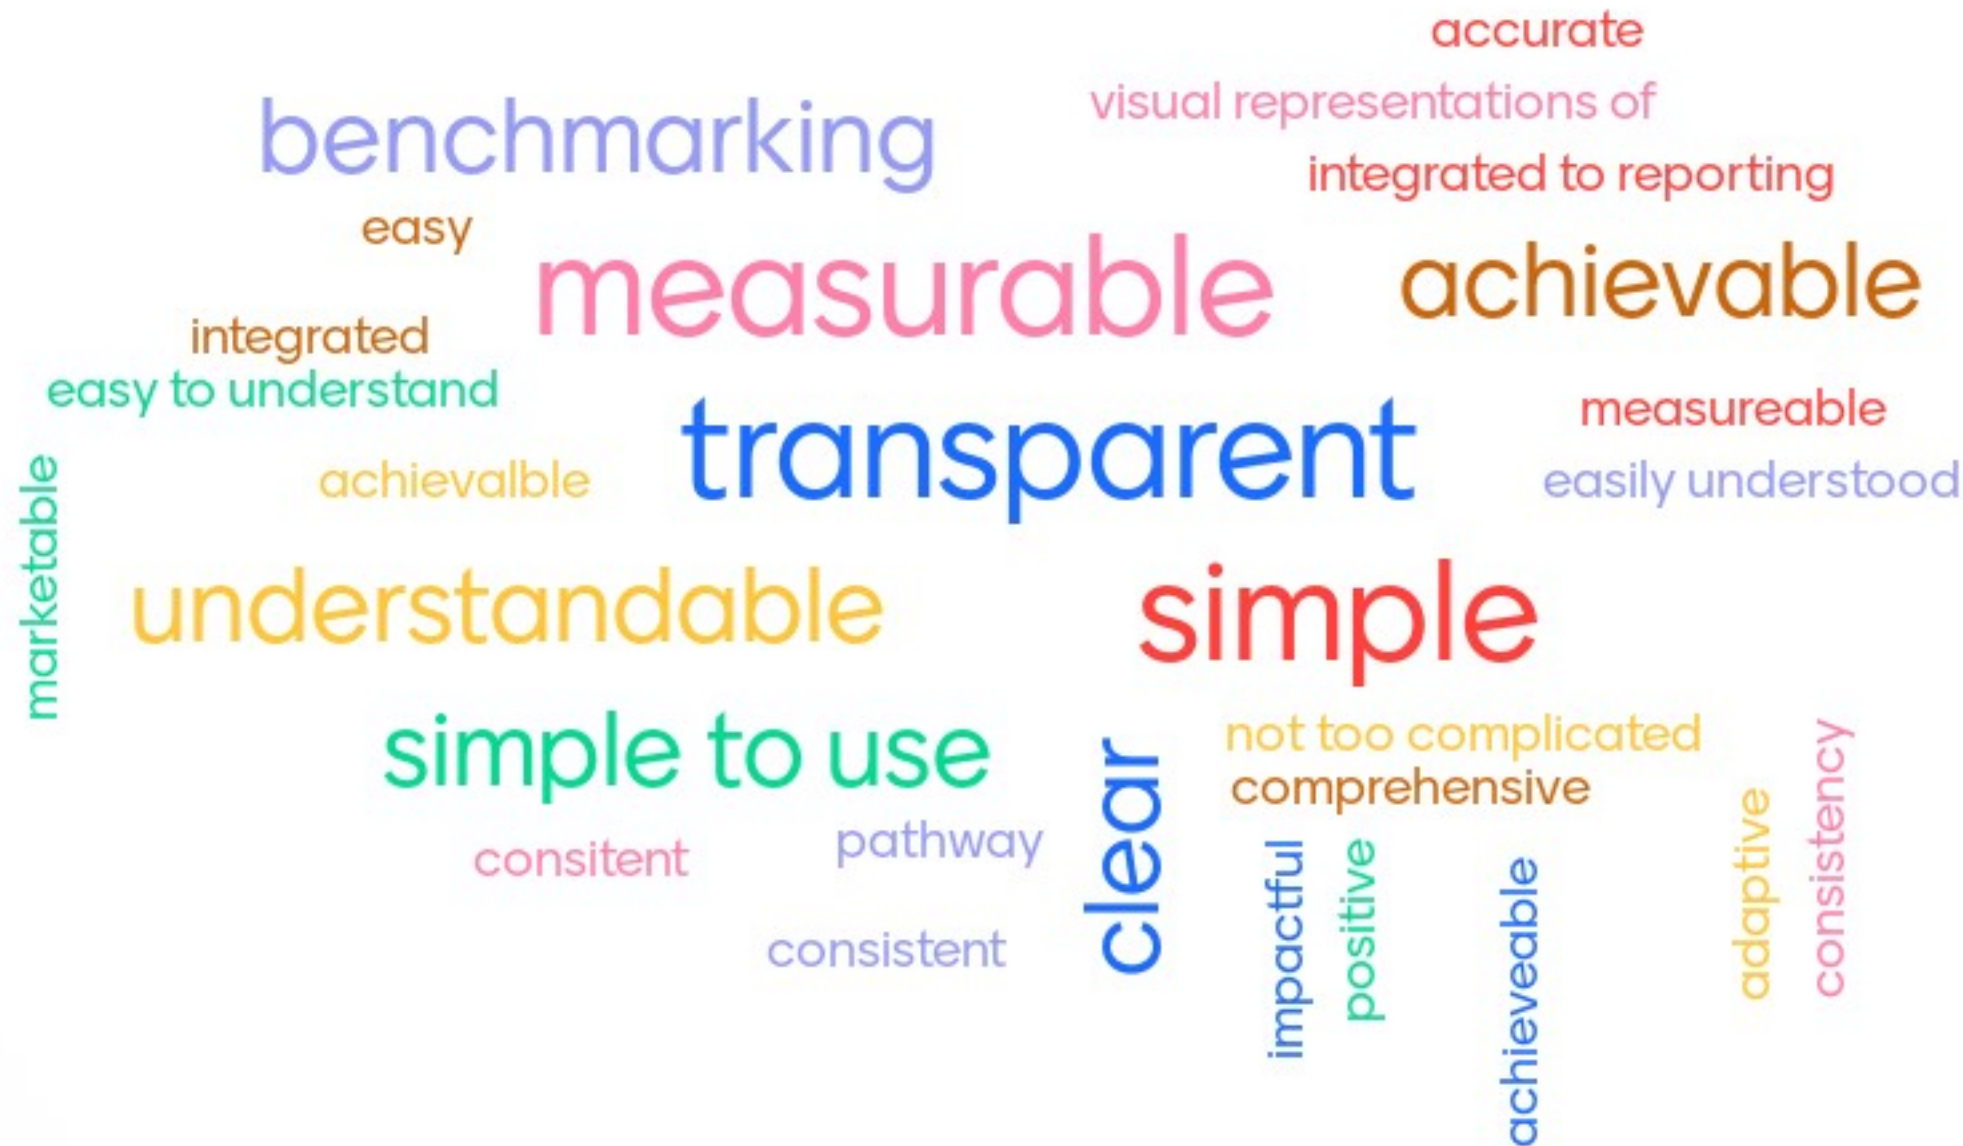 accurate
visual representations of
benchmarking
integrated to reporting
easy
measurable
achievable
integrated
easy to understand
measureable
transparent
achievalble
easily understood
marketable
understandable
simple
simple to use
clear
not too complicated
comprehensive
consitent
pathway
consistent
impactful
positive
achieveable
adaptive
consistency